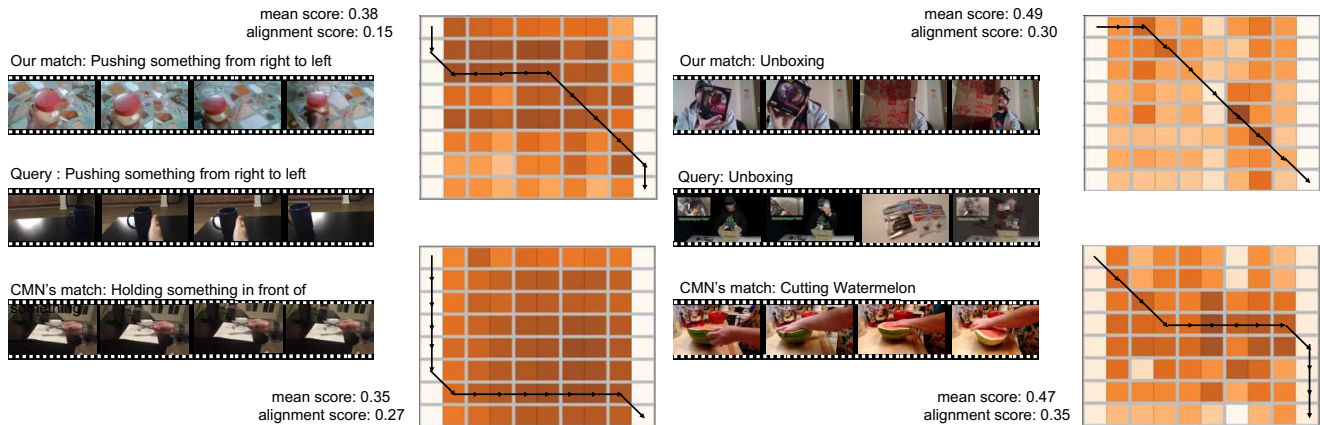 mean score: 0.38
alignment score: 0.15
Our match: Pushing something from right to left
Query : Pushing something from right to left
CMN's match: Holding something in front of
something
mean score: 0.35
alignment score: 0.27
mean score: 0.49
alignment score: 0.30
Our match: Unboxing
Query: Unboxing
CMN's match: Cutting Watermelon
mean score: 0.47
alignment score: 0.35